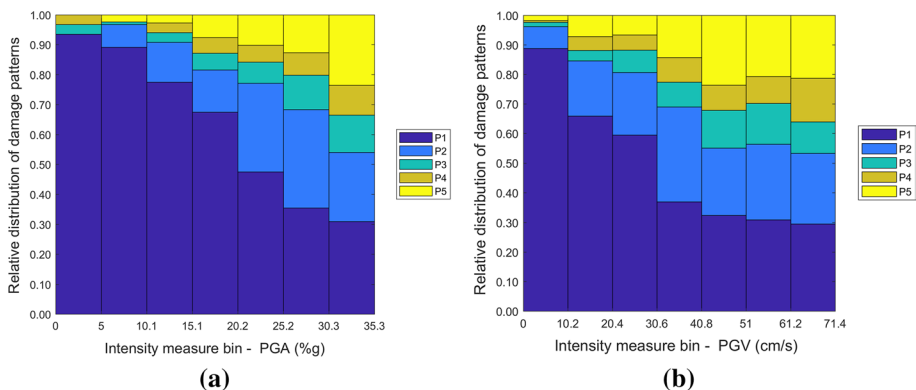 Relative distribution of damage patterns
1.00
0.90
0.80
0.70
0.60
0.50
0.40
0.30
0.20
0.10
0.00
0 5 10.1 15.1 20.2 25.2 30.3 35.3
Intensity measure bin - PGA (%g)
P1
P2
P3
P4
P5
(a)
Relative distribution of damage patterns
1.00
0.90
0.80
0.70
0.60
0.50
0.40
0.30
0.20
0.10
0.00
0 10.2 20.4 30.6 40.8 51 61.2 71.4
Intensity measure bin - PGV (cm/s)
P1
P2
P3
P4
P5
(b)